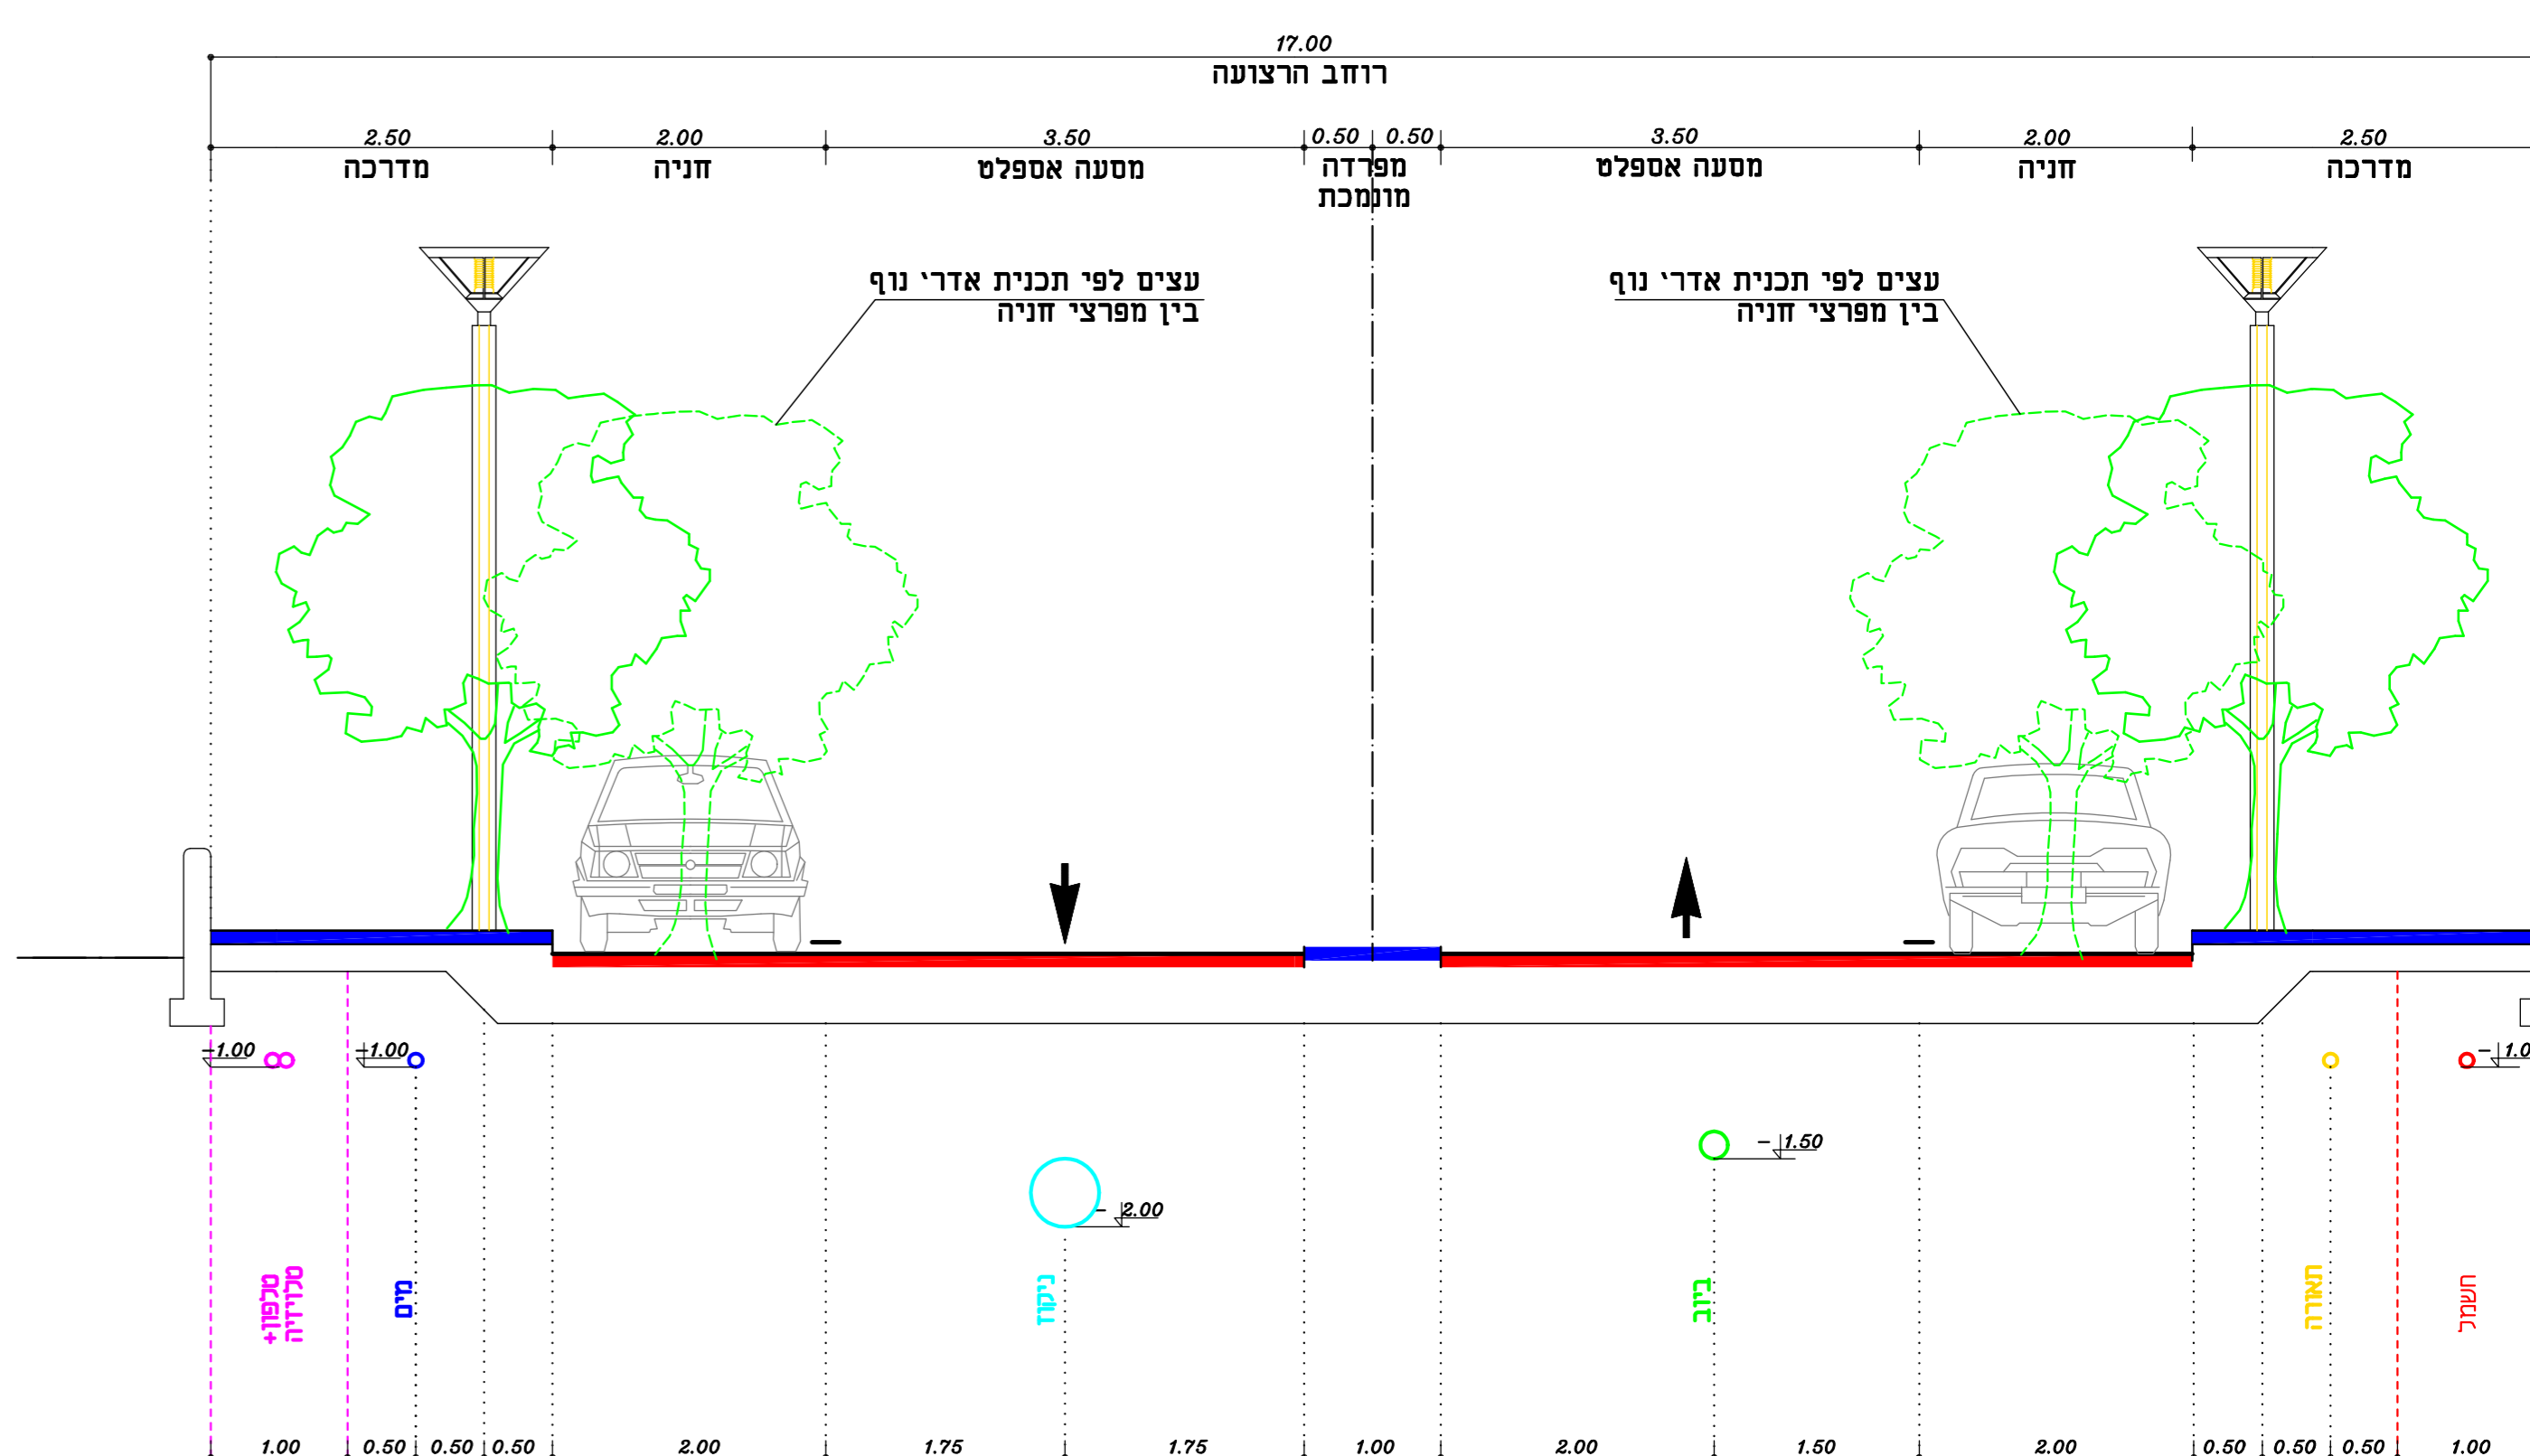 17.00
רוחב הרצועה
2.50 2.00 3.50 0.50 0.50 3.50 2.00 2.50
מדרכה חניה מסעה אספלט מפרדה מסעה אספלט חניה מדרכה
מונמכת
עצים לפי תכנית אדרי נוף
בין מפרצי חניה
עצים לפי תכנית אדרי נוף
בין מפרצי חניה
-1.00
-1.00
- 1.0
- 1.50
- 2.00
טלפון+
טלויזיה
מים
ניקוז
ביוב
תאורה
חשמל
1.00 0.50 0.50 0.50 2.00 1.75 1.75 1.00 2.00 1.50 2.00 0.50 0.50 0.50 1.00